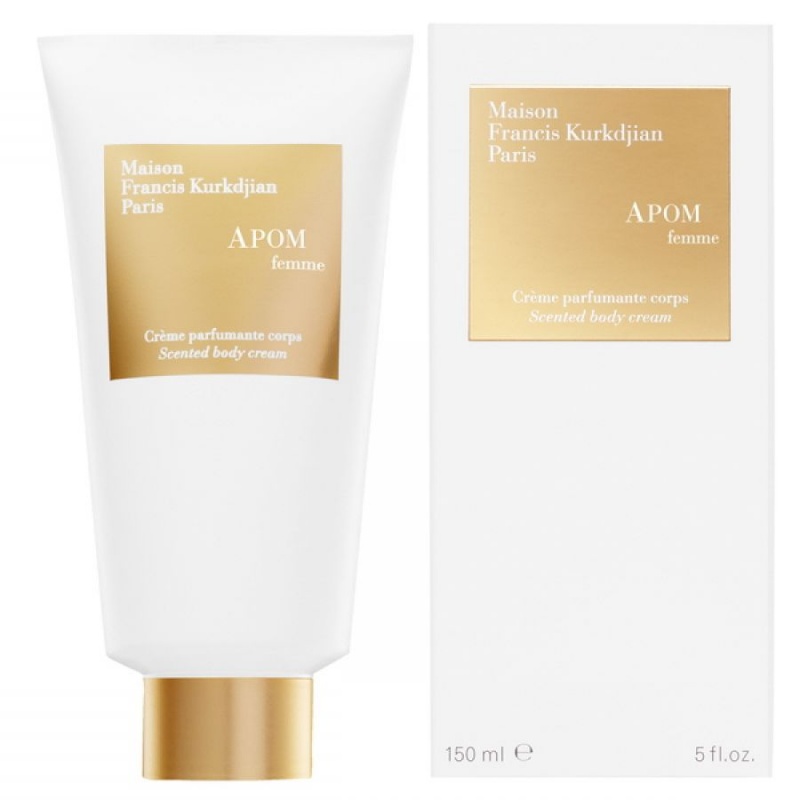 Maison
Francis Kurkdjian
Paris
APOM
femme
Crème parfumante corps
Scented body cream
Maison
Francis Kurkdjian
Paris
APOM
femme
Crème parfumante corps
Scented body cream
150 ml ℮
5 fl.oz.